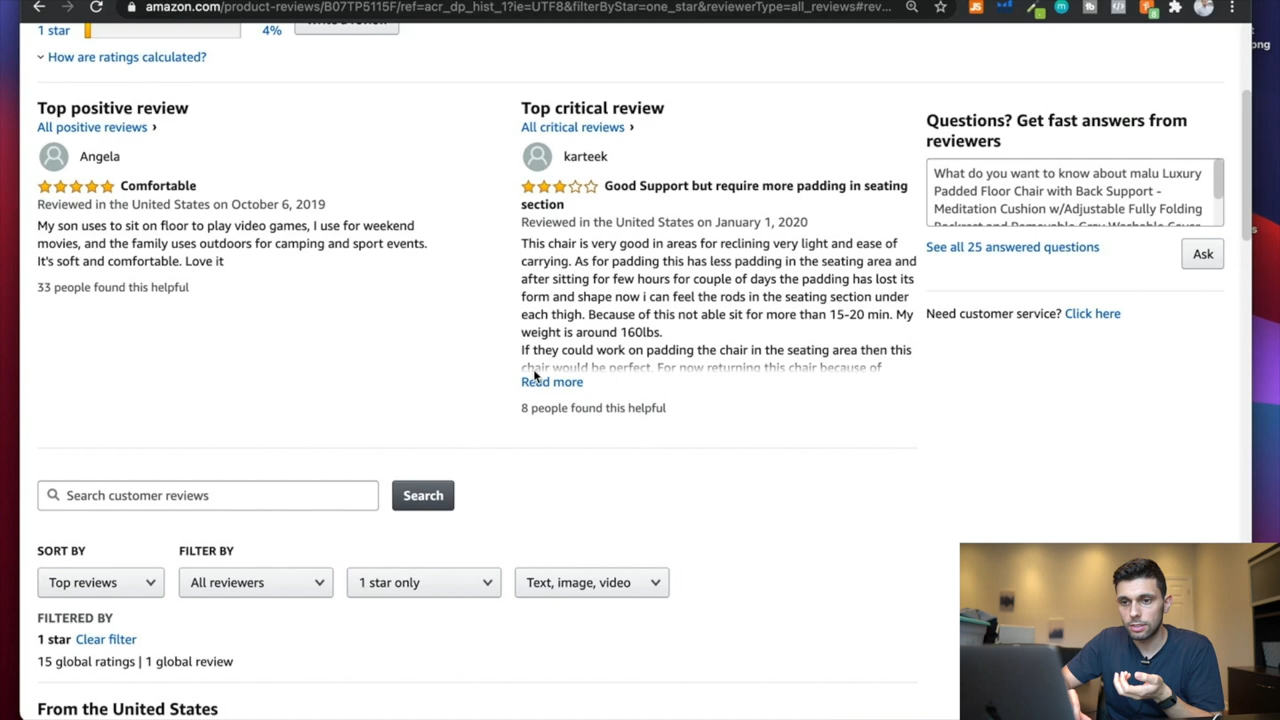 amazon.com/product-reviews/B07TP5115F/ref=acr_dp_hist_1?ie=UTF8&filterByStar=one_star&reviewerType=all_reviews#rev...
1 star 4%
How are ratings calculated?
Top positive review
All positive reviews ›
Angela
Comfortable
Reviewed in the United States on October 6, 2019
My son uses to sit on floor to play video games, I use for weekend
movies, and the family uses outdoors for camping and sport events.
It's soft and comfortable. Love it
33 people found this helpful
Top critical review
All critical reviews ›
karteek
Good Support but require more padding in seating
section
Reviewed in the United States on January 1, 2020
This chair is very good in areas for reclining very light and ease of
carrying. As for padding this has less padding in the seating area and
after sitting for few hours for couple of days the padding has lost its
form and shape now i can feel the rods in the seating section under
each thigh. Because of this not able sit for more than 15-20 min. My
weight is around 160lbs.
If they could work on padding the chair in the seating area then this
chair would be perfect. For now returning this chair because of
Read more
8 people found this helpful
Questions? Get fast answers from
reviewers
What do you want to know about malu Luxury
Padded Floor Chair with Back Support -
Meditation Cushion w/Adjustable Fully Folding
See all 25 answered questions
Ask
Need customer service? Click here
Search customer reviews
Search
SORT BY
FILTER BY
Top reviews
All reviewers
1 star only
Text, image, video
FILTERED BY
1 star Clear filter
15 global ratings | 1 global review
From the United States